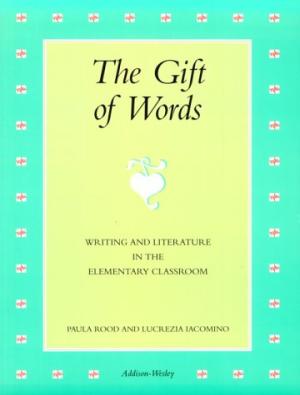 The Gift
of Words
WRITING AND LITERATURE
IN THE
ELEMENTARY CLASSROOM
PAULA ROOD AND LUCREZIA IACOMINO
Addison-Wesley